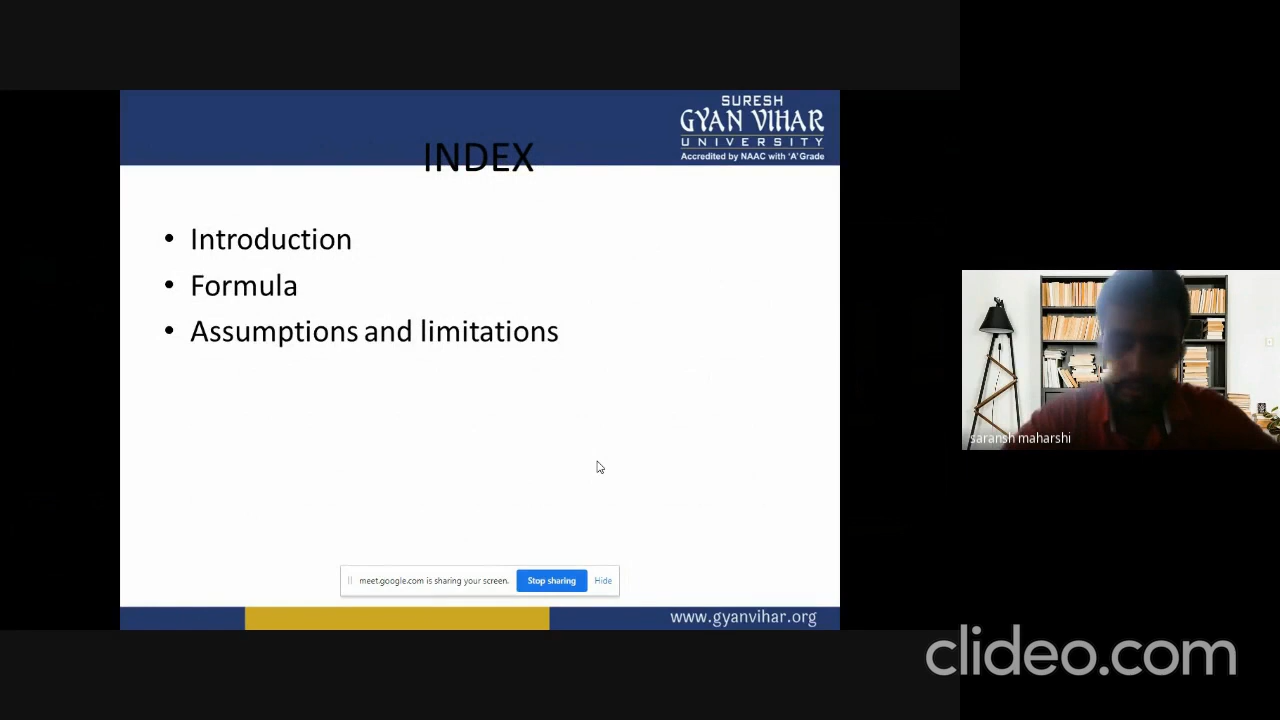 SURESH
GYAN VIHAR
UNIVERSITY
Accredited by NAAC with 'A' Grade
INDEX
• Introduction
• Formula
• Assumptions and limitations
saransh maharshi
meet.google.com is sharing your screen.
Stop sharing
Hide
www.gyanvihar.org
clideo.com